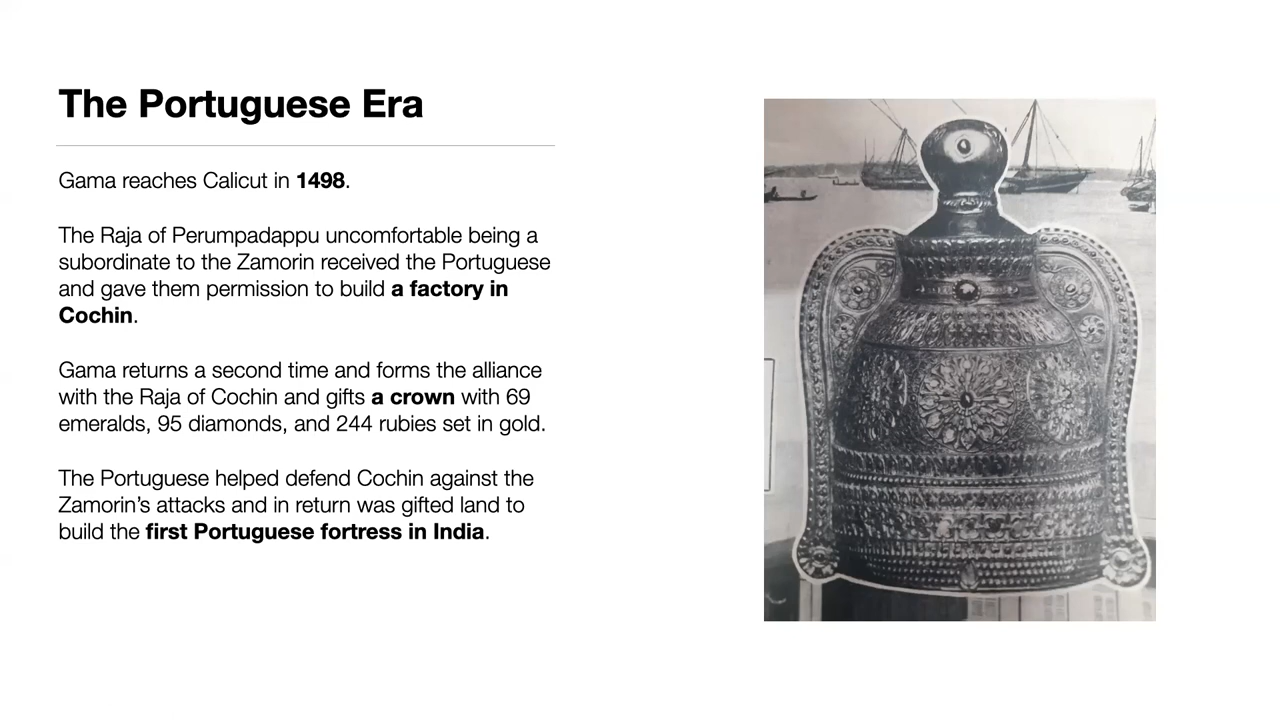 The Portuguese Era
Gama reaches Calicut in 1498.
The Raja of Perumpadappu uncomfortable being a
subordinate to the Zamorin received the Portuguese
and gave them permission to build a factory in
Cochin.
Gama returns a second time and forms the alliance
with the Raja of Cochin and gifts a crown with 69
emeralds, 95 diamonds, and 244 rubies set in gold.
The Portuguese helped defend Cochin against the
Zamorin’s attacks and in return was gifted land to
build the first Portuguese fortress in India.